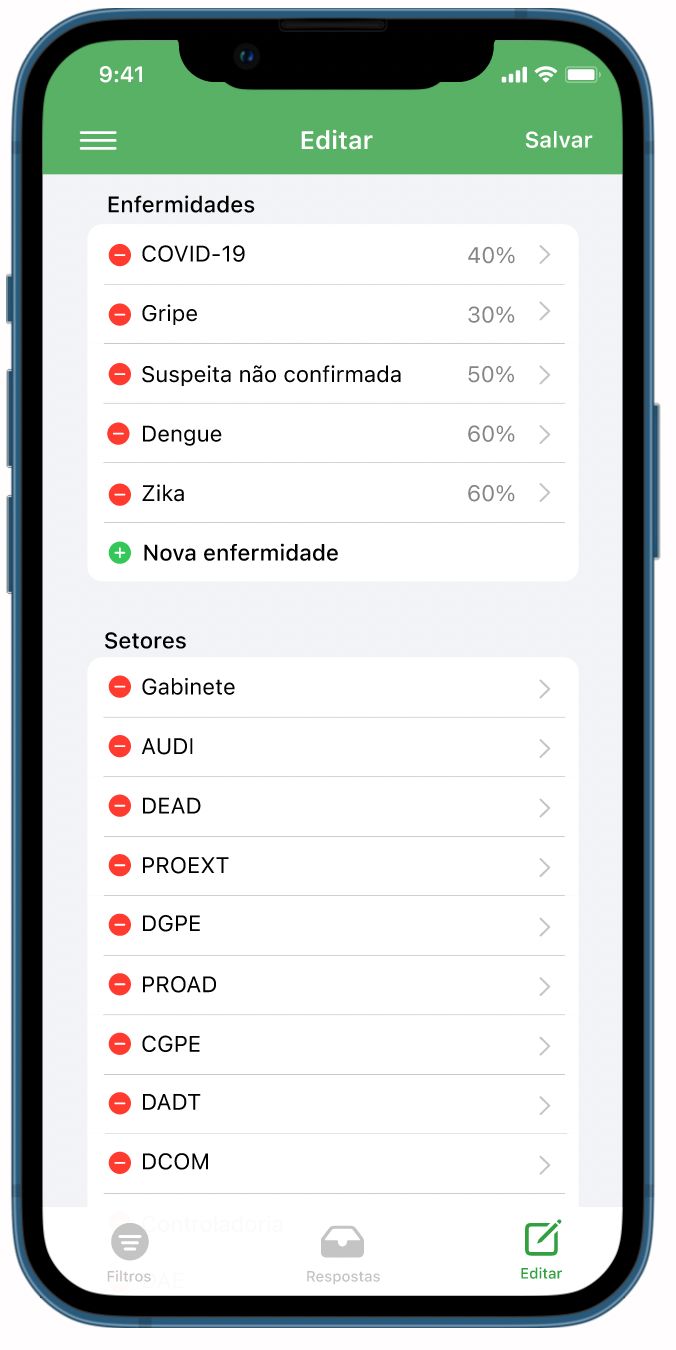 9:41
Editar
Salvar
Enfermidades
COVID-19 40%
Gripe 30%
Suspeita não confirmada 50%
Dengue 60%
Zika 60%
Nova enfermidade
Setores
Gabinete
AUDI
DEAD
PROEXT
DGPE
PROAD
CGPE
DADT
DCOM
Controladoria
Filtros
Respostas
Editar